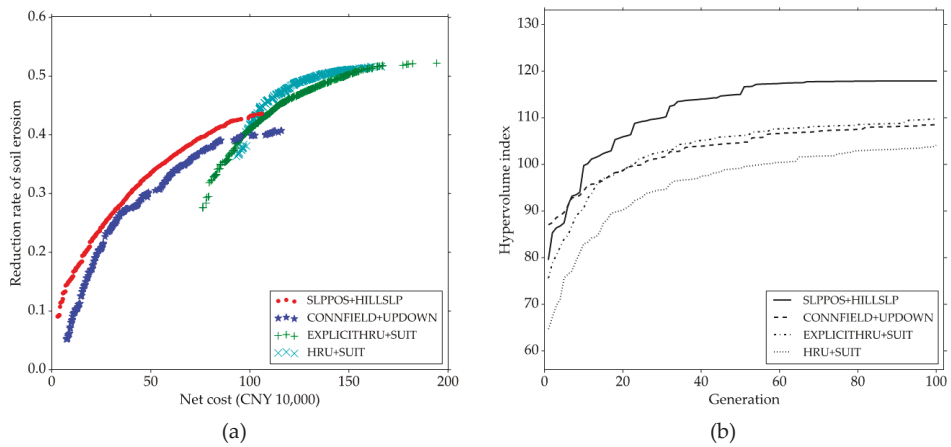 0.6
0.5
0.4
0.3
0.2
0.1
0.0
Reduction rate of soil erosion
SLPPOS+HILLSLP
CONNFIELD+UPDOWN
EXPLICITHRU+SUIT
HRU+SUIT
0 50 100 150 200
Net cost (CNY 10,000)
(a)
130
120
110
100
90
80
70
60
Hypervolume index
SLPPOS+HILLSLP
CONNFIELD+UPDOWN
EXPLICITHRU+SUIT
HRU+SUIT
0 20 40 60 80 100
Generation
(b)